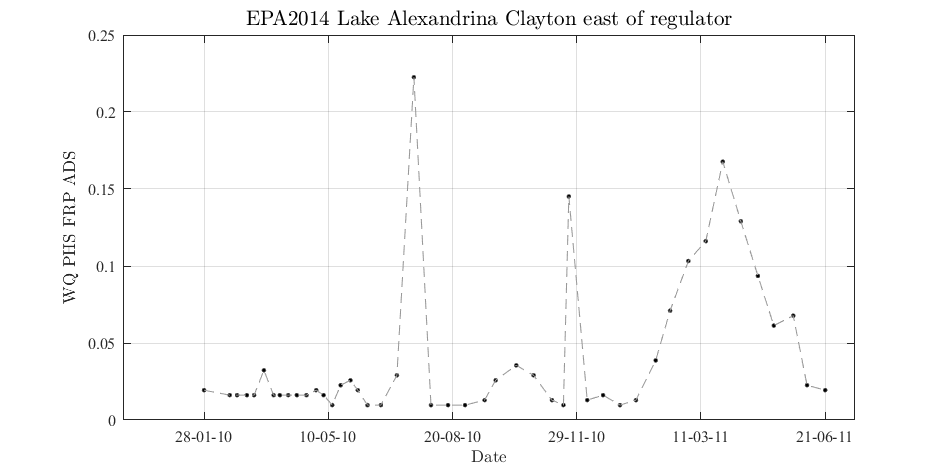 EPA2014 Lake Alexandrina Clayton east of regulator
0.25
0.2
0.15
0.1
0.05
0
WQ PHS FRP ADS
28-01-10 10-05-10 20-08-10 29-11-10 11-03-11 21-06-11
Date